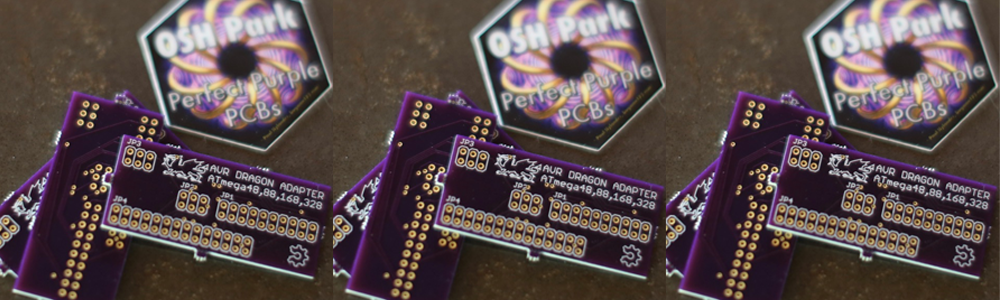 OSH Park
Perfect Purple
PCBs
JP3
AVR DRAGON ADAPTER
ATmega48,88,168,328
JP2
JP1
JP4
OSH Park
Perfect Purple
PCBs
JP3
AVR DRAGON ADAPTER
ATmega48,88,168,328
JP2
JP1
JP4
OSH Park
Perfect Purple
PCBs
JP3
AVR DRAGON ADAPTER
ATmega48,88,168,328
JP2
JP1
JP4